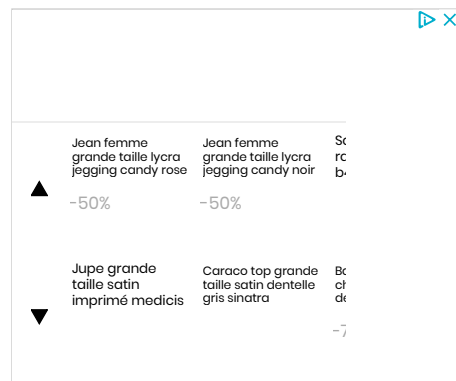 Jean femme
grande taille lycra
jegging candy rose
-50%
Jean femme
grande taille lycra
jegging candy noir
-50%
Jupe grande
taille satin
imprimé medicis
Caraco top grande
taille satin dentelle
gris sinatra